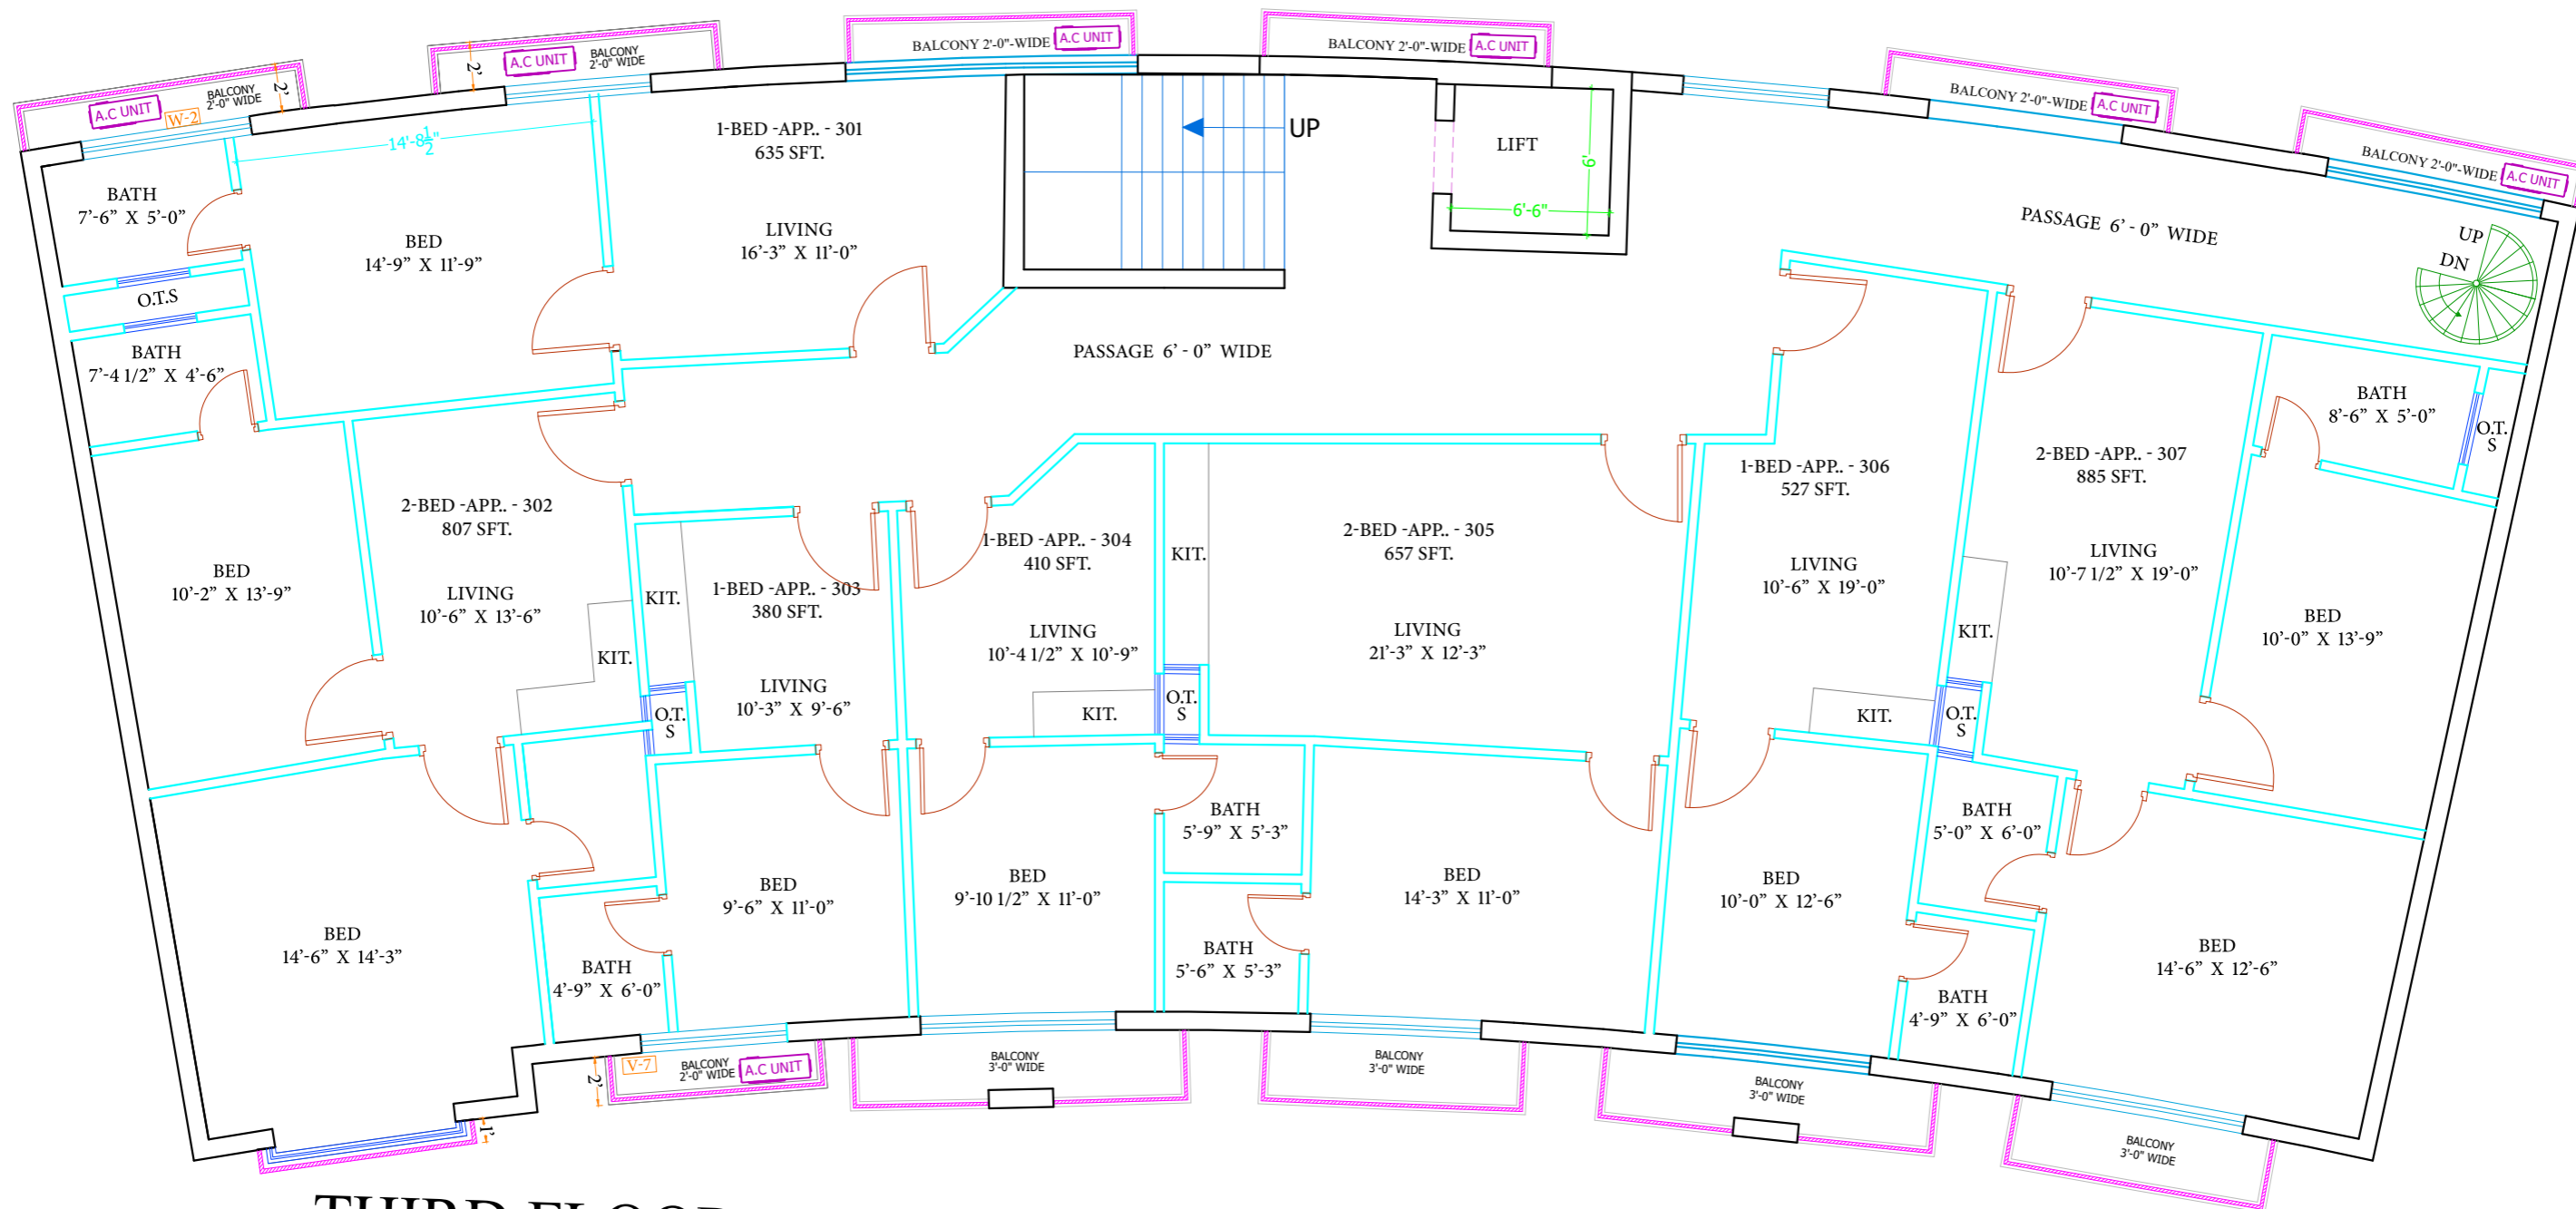 BALCONY 2'-0"-WIDE
A.C UNIT
BALCONY 2'-0"-WIDE
A.C UNIT
A.C UNIT
BALCONY
2'-0" WIDE
2'
A.C UNIT
BALCONY
2'-0" WIDE
2'
W-2
BALCONY 2'-0"-WIDE
A.C UNIT
BALCONY 2'-0"-WIDE
A.C UNIT
14'-8 1/2"
1-BED -APP.. - 301
635 SFT.
UP
LIFT
6'
6'-6"
BATH
7'-6" X 5'-0"
BED
14'-9" X 11'-9"
LIVING
16'-3" X 11'-0"
PASSAGE 6' - 0" WIDE
UP
DN
O.T.S
BATH
7'-4 1/2" X 4'-6"
PASSAGE 6' - 0" WIDE
BATH
8'-6" X 5'-0"
O.T.
S
2-BED -APP.. - 302
807 SFT.
1-BED -APP.. - 304
410 SFT.
KIT.
2-BED -APP.. - 305
657 SFT.
1-BED -APP.. - 306
527 SFT.
2-BED -APP.. - 307
885 SFT.
BED
10'-2" X 13'-9"
LIVING
10'-6" X 13'-6"
KIT.
KIT.
1-BED -APP.. - 303
380 SFT.
LIVING
10'-4 1/2" X 10'-9"
LIVING
21'-3" X 12'-3"
LIVING
10'-6" X 19'-0"
LIVING
10'-7 1/2" X 19'-0"
KIT.
BED
10'-0" X 13'-9"
O.T.
S
LIVING
10'-3" X 9'-6"
KIT.
O.T.
S
KIT.
O.T.
S
BATH
5'-9" X 5'-3"
BATH
5'-0" X 6'-0"
BED
14'-6" X 14'-3"
BED
9'-6" X 11'-0"
BED
9'-10 1/2" X 11'-0"
BED
14'-3" X 11'-0"
BED
10'-0" X 12'-6"
BED
14'-6" X 12'-6"
BATH
4'-9" X 6'-0"
BATH
5'-6" X 5'-3"
BATH
4'-9" X 6'-0"
2'
V-7
BALCONY
2'-0" WIDE
A.C UNIT
BALCONY
3'-0" WIDE
BALCONY
3'-0" WIDE
BALCONY
3'-0" WIDE
BALCONY
3'-0" WIDE
1'
THIRD FLOOR